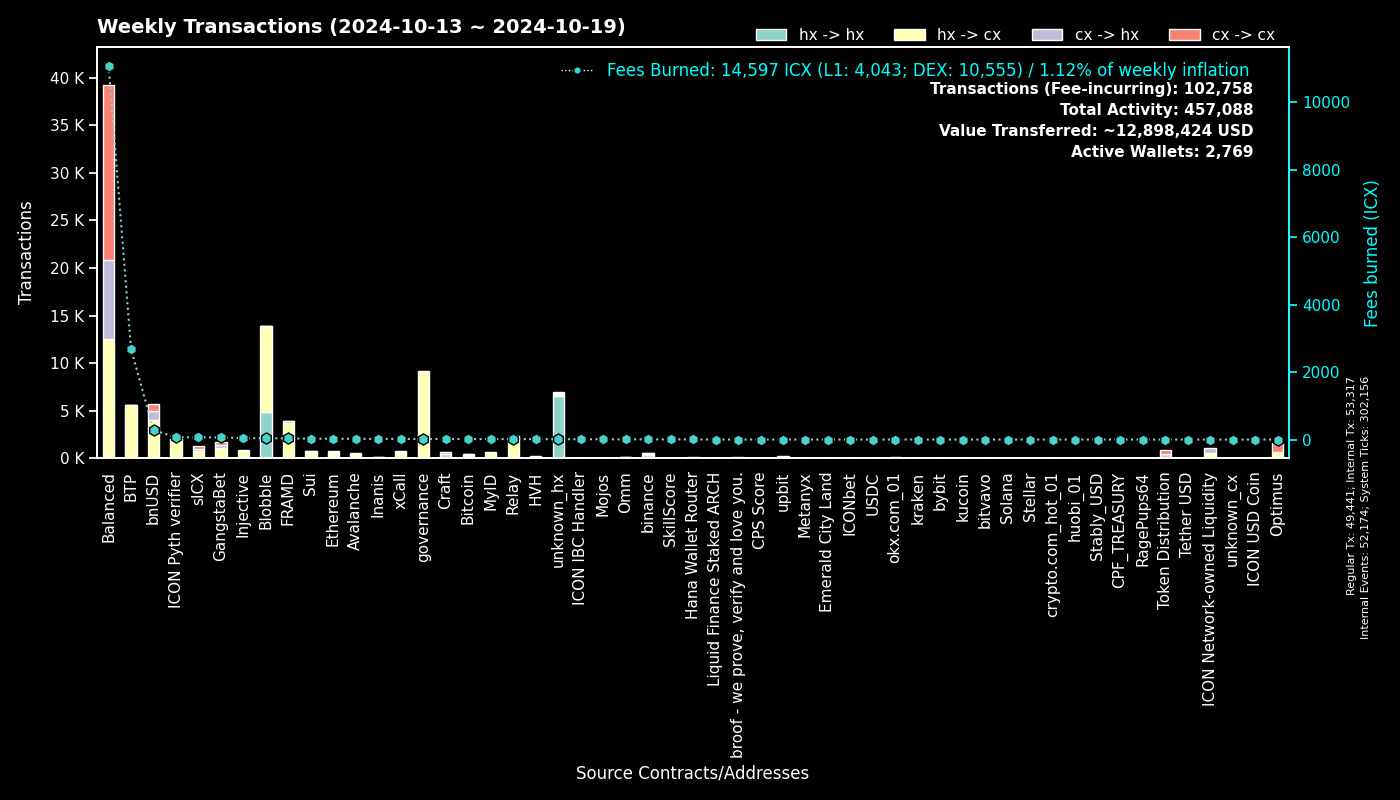 Weekly Transactions (2024-10-13 ~ 2024-10-19)
hx -> hx
hx -> cx
cx -> hx
cx -> cx
Fees Burned: 14,597 ICX (L1: 4,043; DEX: 10,555) / 1.12% of weekly inflation
Transactions (Fee-incurring): 102,758
Total Activity: 457,088
Value Transferred: ~12,898,424 USD
Active Wallets: 2,769
Transactions
40 K
35 K
30 K
25 K
20 K
15 K
10 K
5 K
0 K
10000
8000
6000
4000
2000
0
Fees burned (ICX)
Regular Tx: 49,441; Internal Tx: 53,317
Internal Events: 52,174; System Ticks: 302,156
Balanced
BTP
bnUSD
ICON Pyth verifier
sICX
GangstaBet
Injective
Blobble
FRAMD
Sui
Ethereum
Avalanche
Inanis
xCall
governance
Craft
Bitcoin
MyID
Relay
HVH
unknown_hx
ICON IBC Handler
Mojos
Omm
binance
SkillScore
Hana Wallet Router
Liquid Finance Staked ARCH
broof - we prove, verify and love you.
CPS Score
upbit
Metanyx
Emerald City Land
ICONbet
USDC
okx.com_01
kraken
bybit
kucoin
bitvavo
Solana
Stellar
crypto.com_hot_01
huobi_01
Stably_USD
CPF_TREASURY
RagePups64
Token Distribution
Tether USD
ICON Network-owned Liquidity
unknown_cx
ICON USD Coin
Optimus
Source Contracts/Addresses